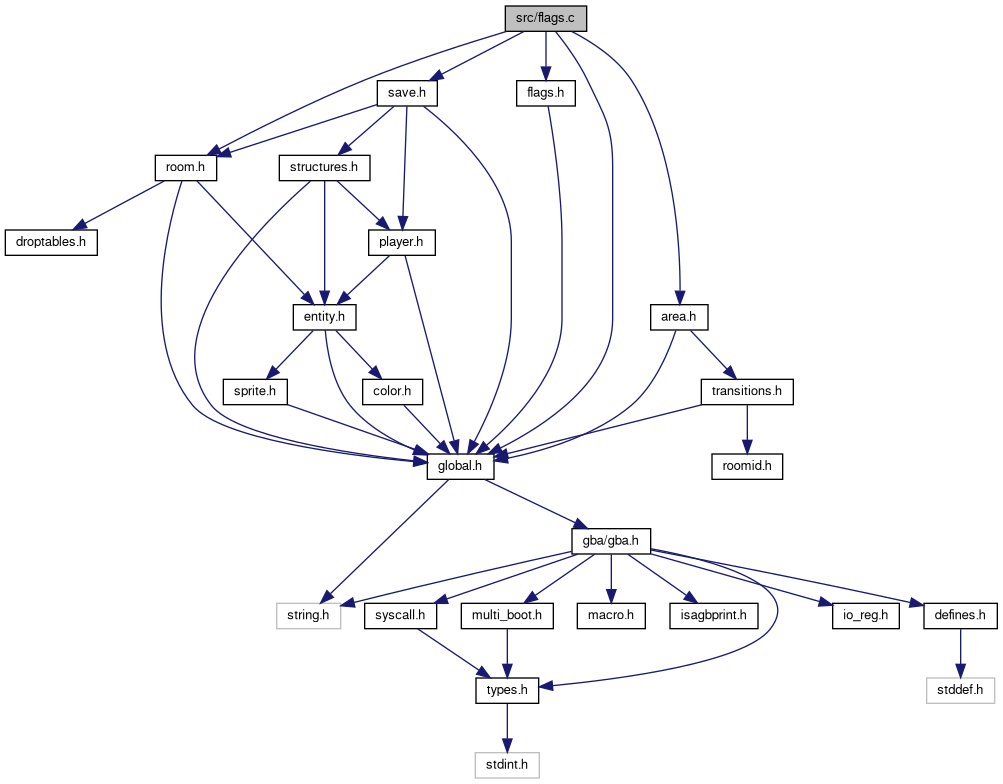 src/flags.c
save.h
flags.h
room.h
structures.h
droptables.h
player.h
entity.h
area.h
sprite.h
color.h
transitions.h
global.h
roomid.h
gba/gba.h
string.h
syscall.h
multi_boot.h
macro.h
isagbprint.h
io_reg.h
defines.h
types.h
stddef.h
stdint.h